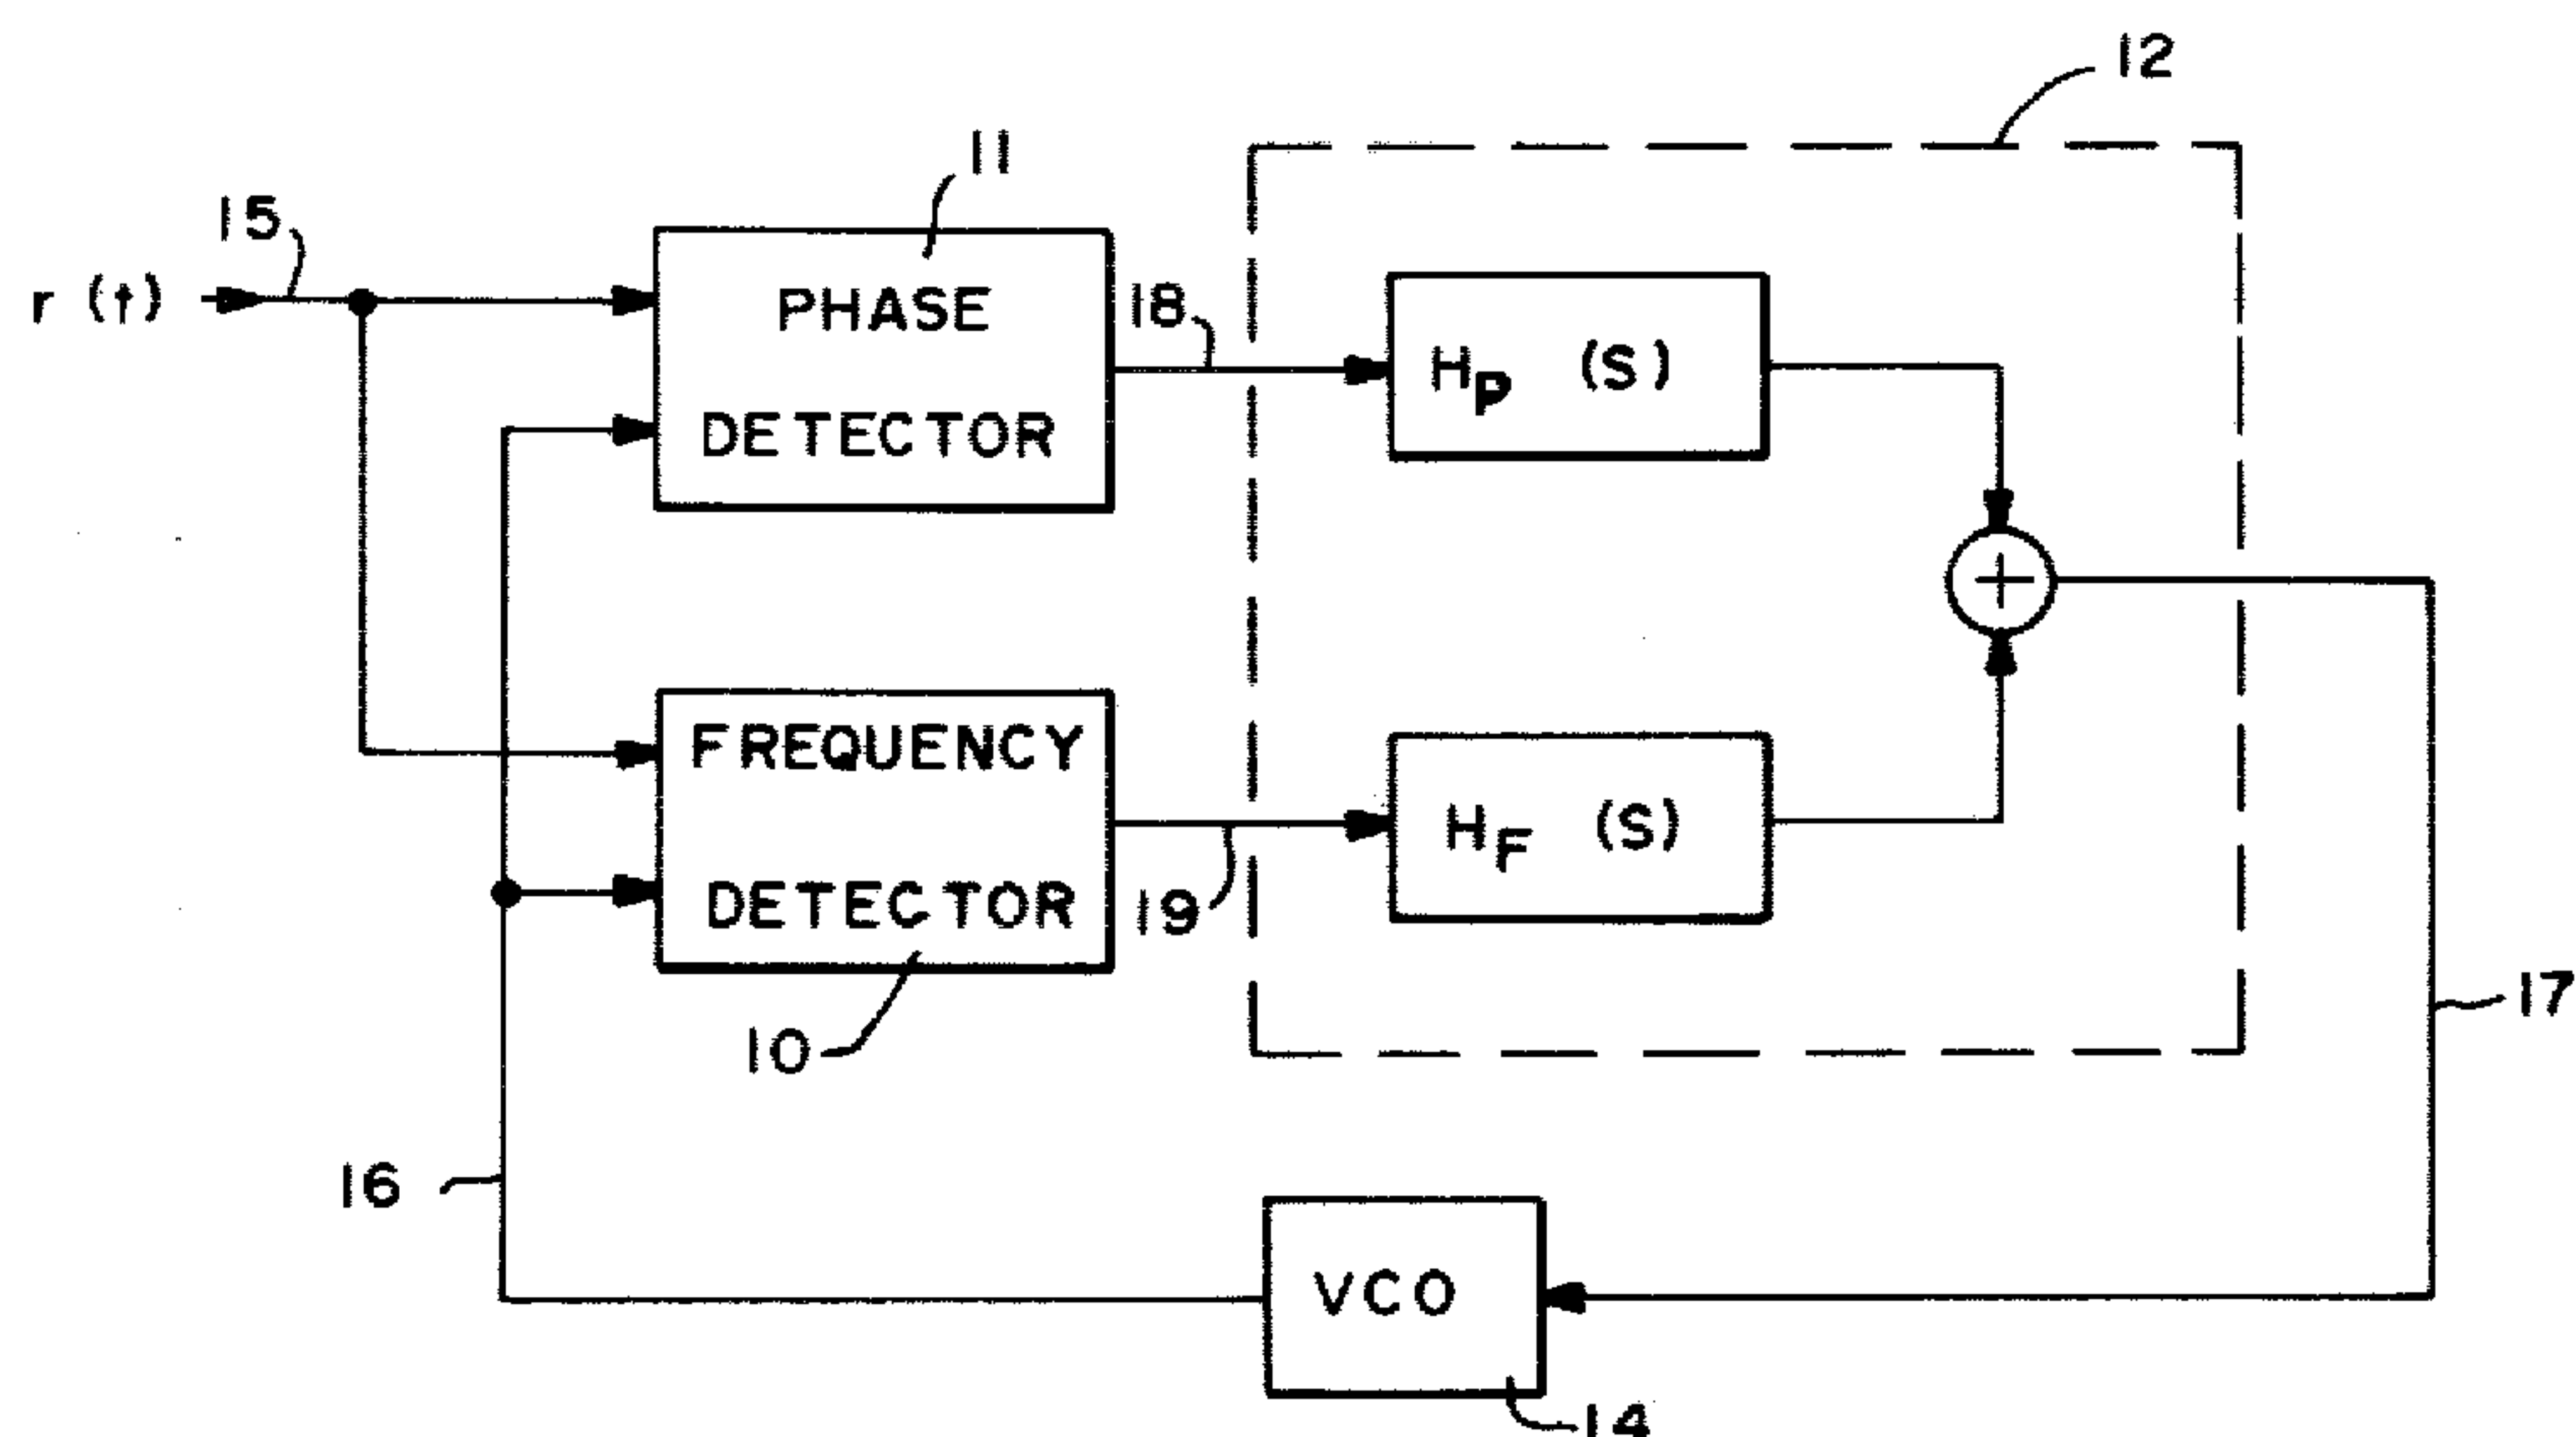 12
11
15
r (t)
PHASE
DETECTOR
18
H_P (S)
+
FREQUENCY
DETECTOR
19
H_F (S)
10
17
16
VCO
14